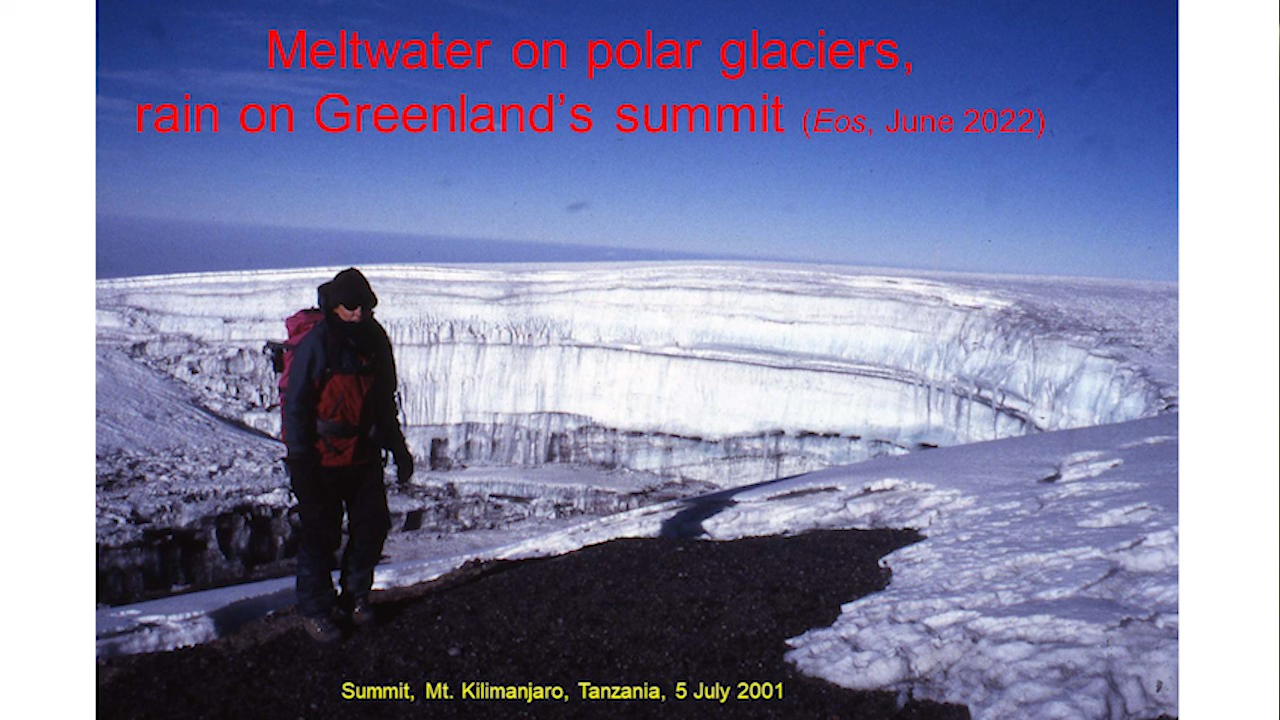 Meltwater on polar glaciers,
rain on Greenland’s summit (Eos, June 2022)
Summit, Mt. Kilimanjaro, Tanzania, 5 July 2001